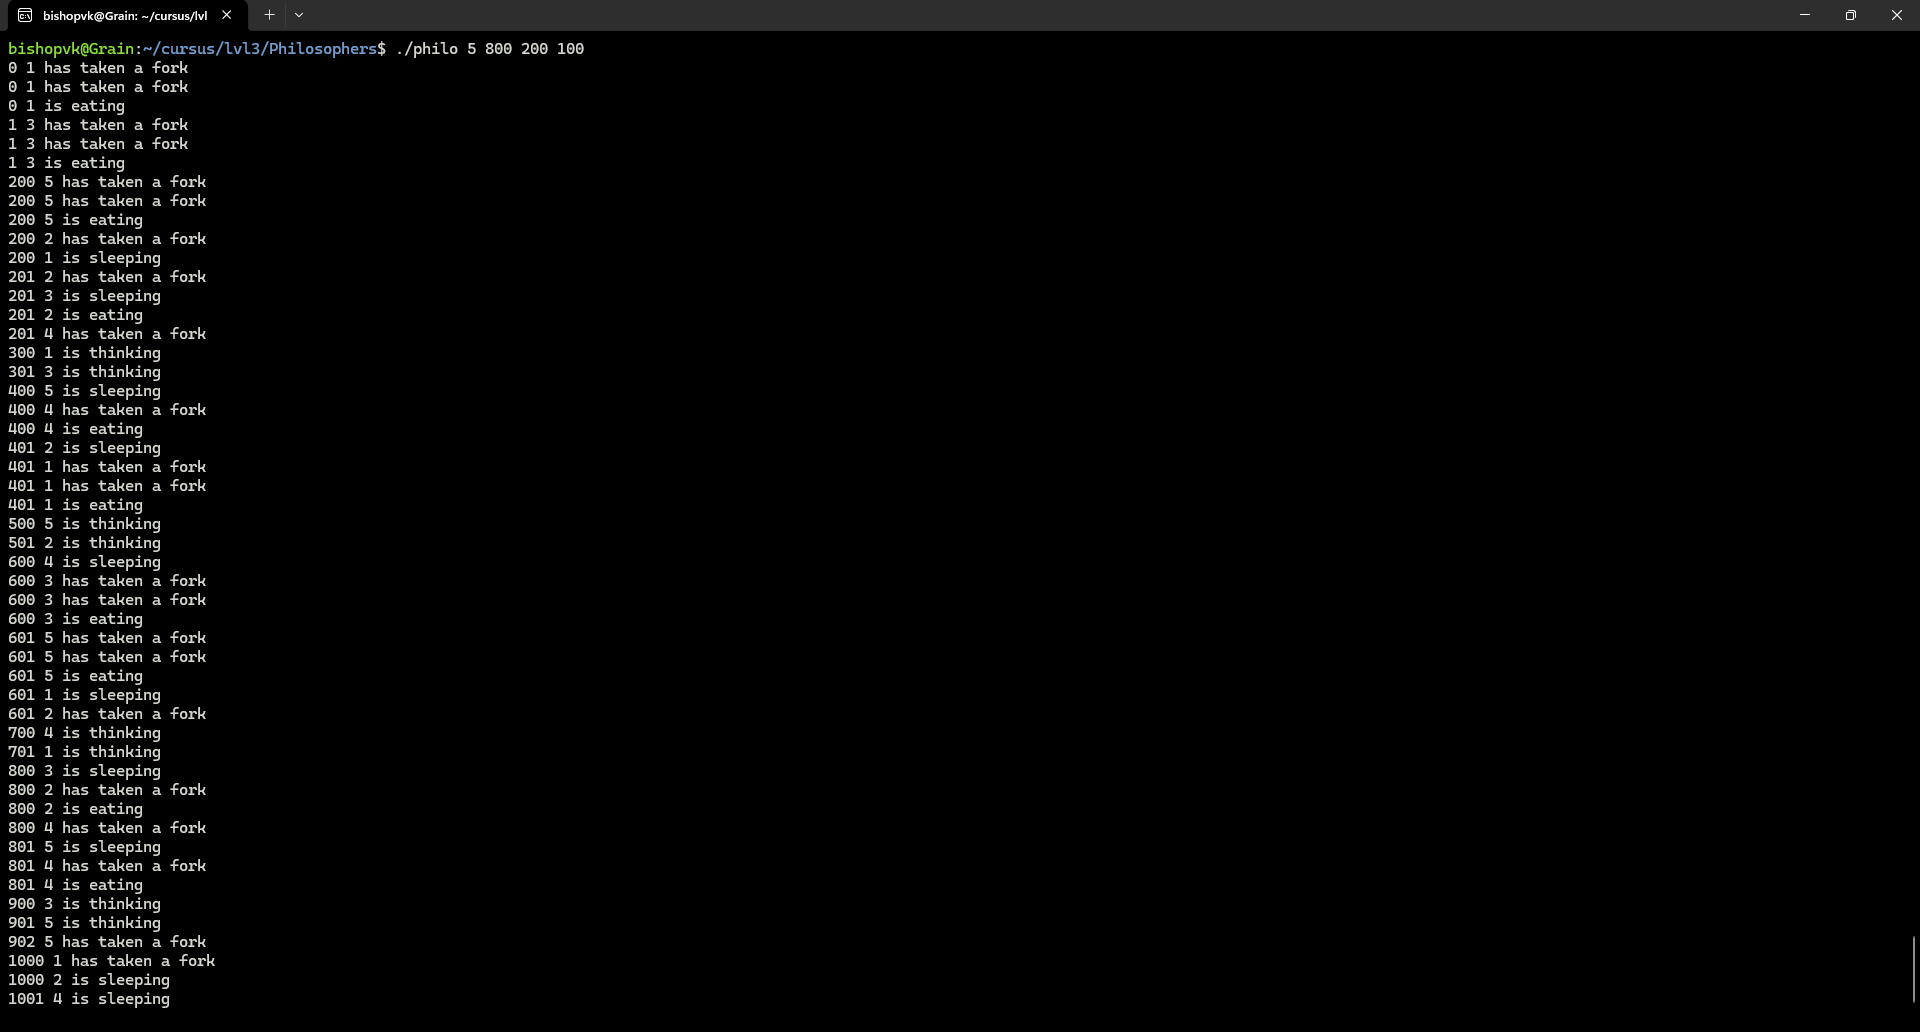 bishopvk@Grain: ~/cursus/lvl
bishopvk@Grain:~/cursus/lvl3/Philosophers$ ./philo 5 800 200 100
0 1 has taken a fork
0 1 has taken a fork
0 1 is eating
1 3 has taken a fork
1 3 has taken a fork
1 3 is eating
200 5 has taken a fork
200 5 has taken a fork
200 5 is eating
200 2 has taken a fork
200 1 is sleeping
201 2 has taken a fork
201 3 is sleeping
201 2 is eating
201 4 has taken a fork
300 1 is thinking
301 3 is thinking
400 5 is sleeping
400 4 has taken a fork
400 4 is eating
401 2 is sleeping
401 1 has taken a fork
401 1 has taken a fork
401 1 is eating
500 5 is thinking
501 2 is thinking
600 4 is sleeping
600 3 has taken a fork
600 3 has taken a fork
600 3 is eating
601 5 has taken a fork
601 5 has taken a fork
601 5 is eating
601 1 is sleeping
601 2 has taken a fork
700 4 is thinking
701 1 is thinking
800 3 is sleeping
800 2 has taken a fork
800 2 is eating
800 4 has taken a fork
801 5 is sleeping
801 4 has taken a fork
801 4 is eating
900 3 is thinking
901 5 is thinking
902 5 has taken a fork
1000 1 has taken a fork
1000 2 is sleeping
1001 4 is sleeping